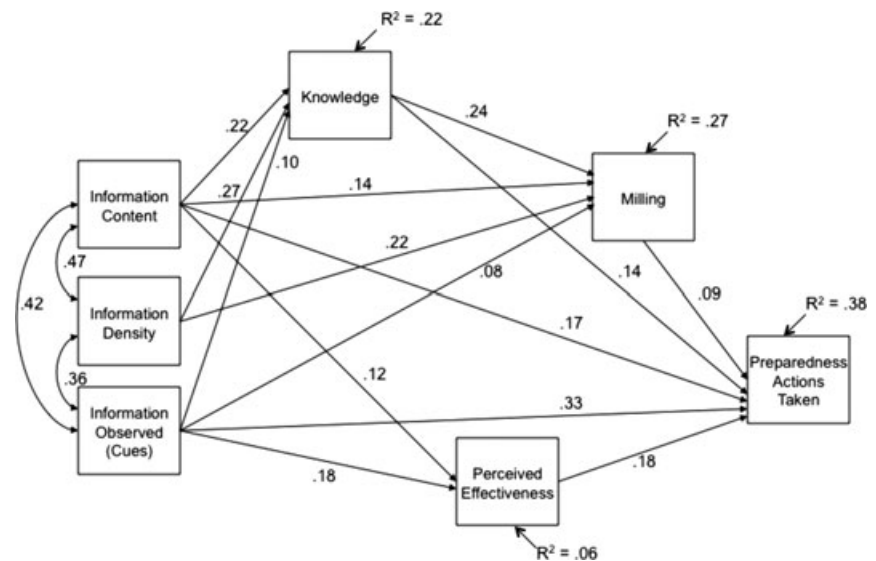 R² = .22
Knowledge
.22
.24
R² = .27
.10
Information
Content
.27
.14
Milling
.47
.22
.08
.14
.42
Information
Density
.09
R² = .38
.17
.36
.12
Preparedness
Actions
Taken
Information
Observed
(Cues)
.33
.18
Perceived
Effectiveness
.18
R² = .06